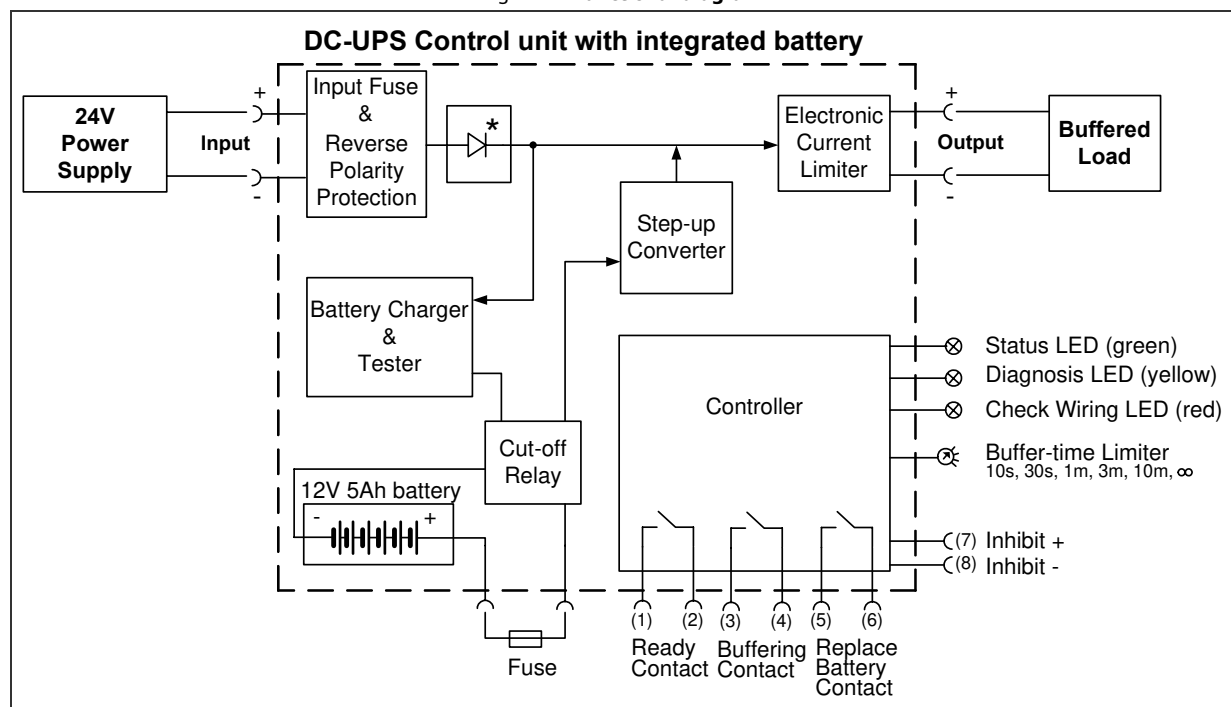 DC-UPS Control unit with integrated battery
24V
Power
Supply
Input
+
-
Input Fuse
&
Reverse
Polarity
Protection
*
Electronic
Current
Limiter
+
Output
-
Buffered
Load
Step-up
Converter
Battery Charger
&
Tester
Cut-off
Relay
12V 5Ah battery
- +
Fuse
Controller
Status LED (green)
Diagnosis LED (yellow)
Check Wiring LED (red)
Buffer-time Limiter
10s, 30s, 1m, 3m, 10m, ∞
(7) Inhibit +
(8) Inhibit -
(1) (2) (3) (4) (5) (6)
Ready
Contact
Buffering
Contact
Replace
Battery
Contact